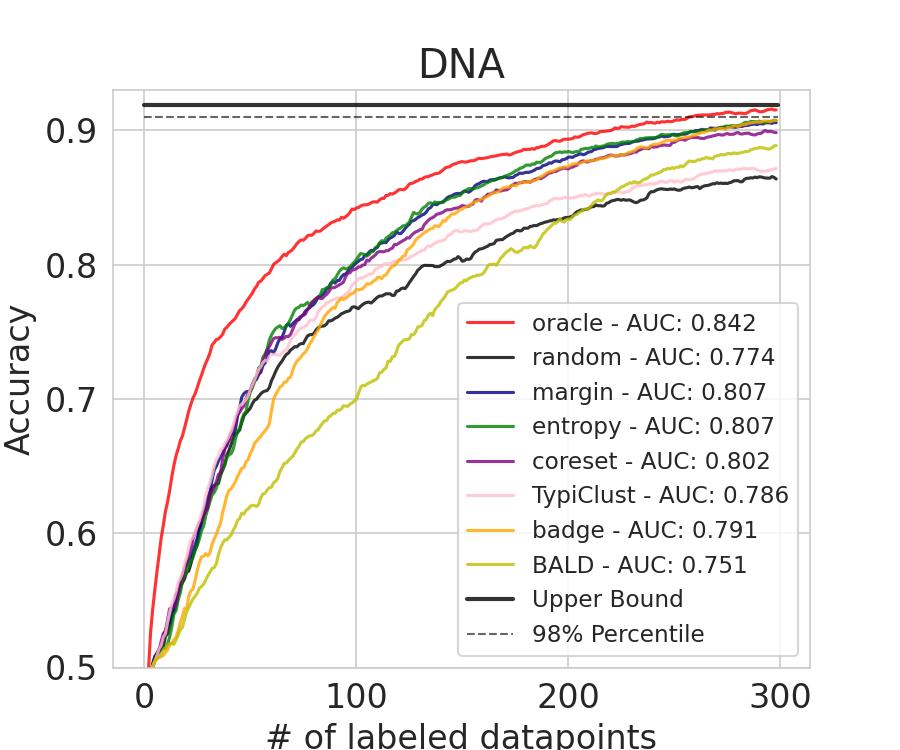 DNA
Accuracy
0.9
0.8
0.7
0.6
0.5
oracle - AUC: 0.842
random - AUC: 0.774
margin - AUC: 0.807
entropy - AUC: 0.807
coreset - AUC: 0.802
TypiClust - AUC: 0.786
badge - AUC: 0.791
BALD - AUC: 0.751
Upper Bound
98% Percentile
0 100 200 300
# of labeled datapoints